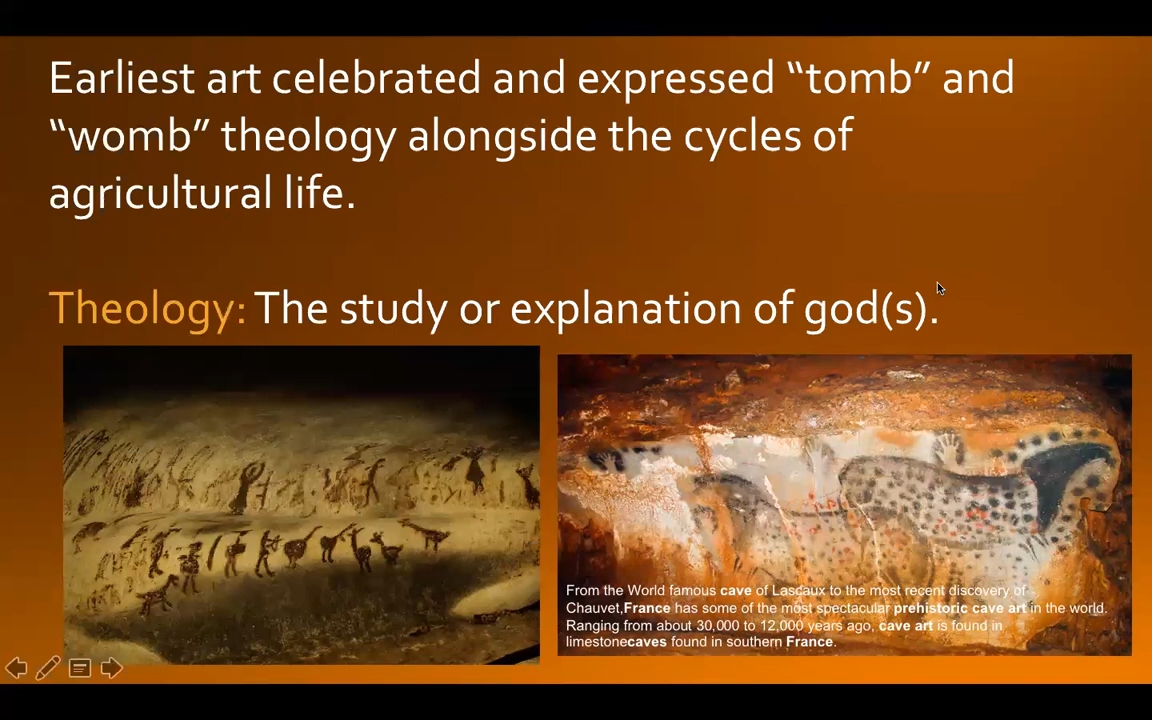 Earliest art celebrated and expressed “tomb” and
“womb” theology alongside the cycles of
agricultural life.
Theology: The study or explanation of god(s).
From the World famous cave of Lascaux to the most recent discovery of
Chauvet,France has some of the most spectacular prehistoric cave art in the world.
Ranging from about 30,000 to 12,000 years ago, cave art is found in
limestonecaves found in southern France.